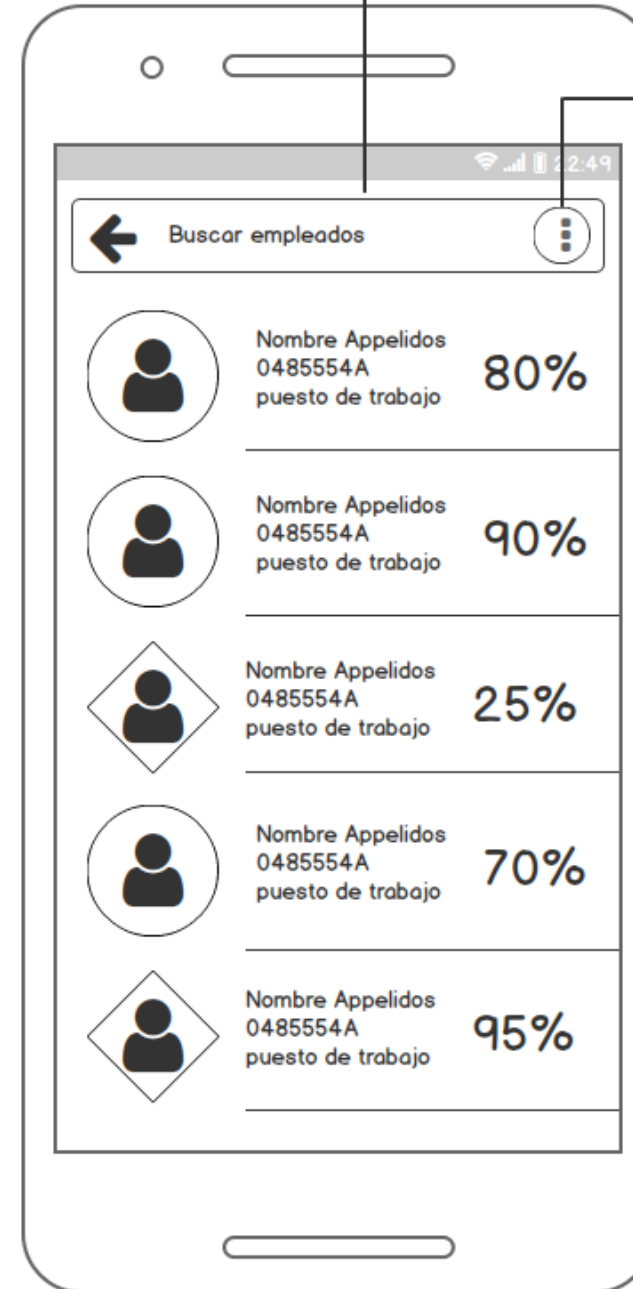 22:49
Buscar empleados
Nombre Appelidos
0485554A
puesto de trabajo
80%
Nombre Appelidos
0485554A
puesto de trabajo
90%
Nombre Appelidos
0485554A
puesto de trabajo
25%
Nombre Appelidos
0485554A
puesto de trabajo
70%
Nombre Appelidos
0485554A
puesto de trabajo
95%